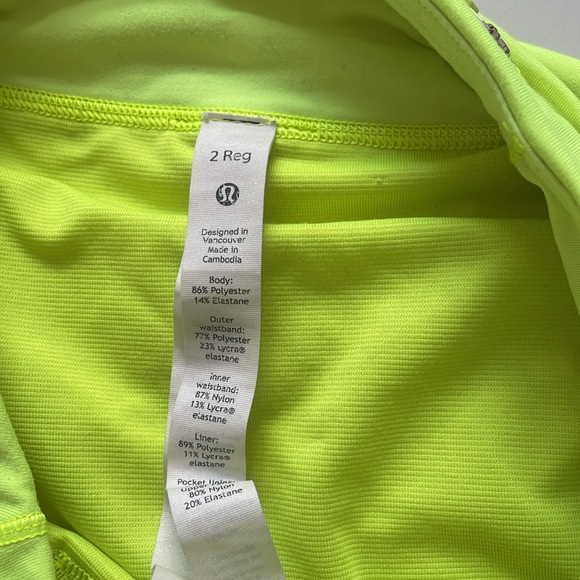 2 Reg
Designed in
Vancouver
Made in
Cambodia
Body:
86% Polyester
14% Elastane
Outer
waistband:
77% Polyester
23% Lycra®
elastane
Inner
waistband:
87% Nylon
13% Lycra®
elastane
Liner:
89% Polyester
11% Lycra®
elastane
Pocket
80% Nylon
20% Elastane